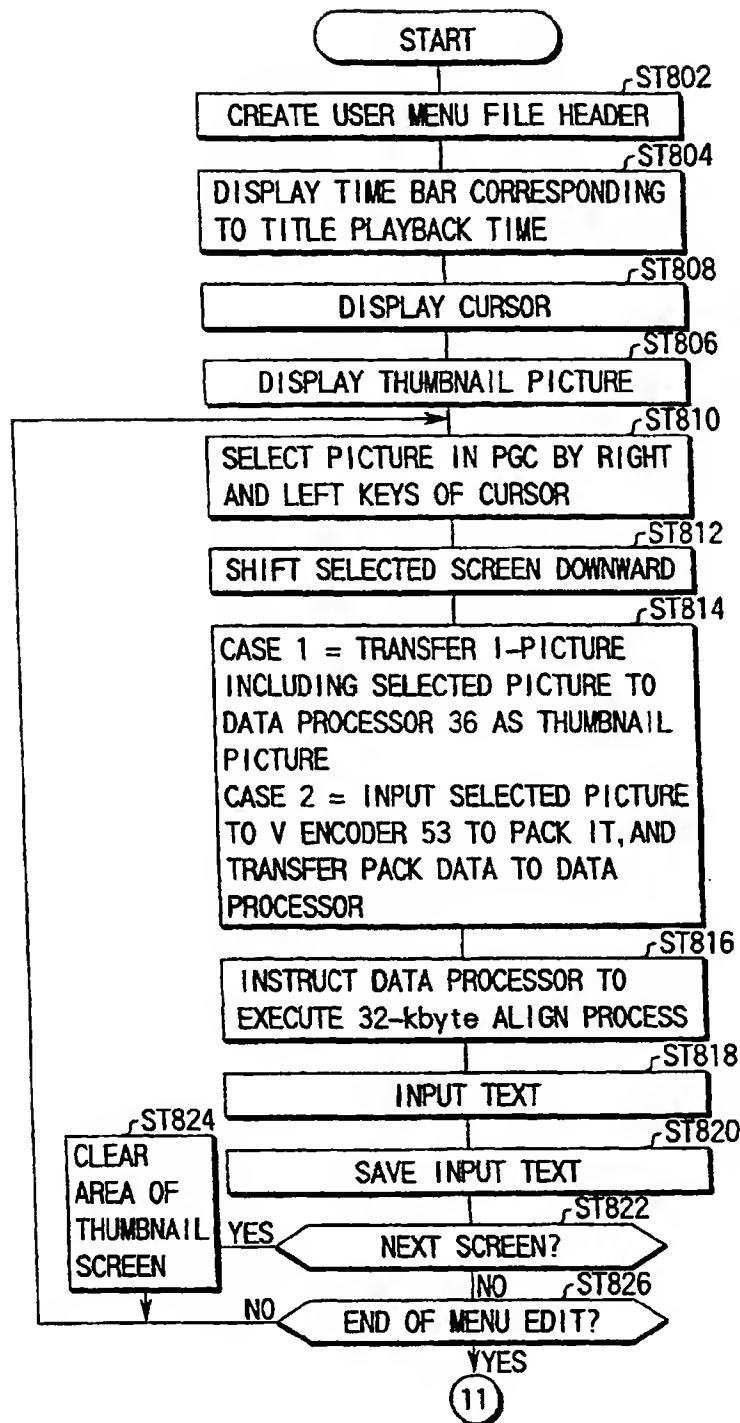 START
ST802
CREATE USER MENU FILE HEADER
ST804
DISPLAY TIME BAR CORRESPONDING
TO TITLE PLAYBACK TIME
ST808
DISPLAY CURSOR
ST806
DISPLAY THUMBNAIL PICTURE
ST810
SELECT PICTURE IN PGC BY RIGHT
AND LEFT KEYS OF CURSOR
ST812
SHIFT SELECTED SCREEN DOWNWARD
ST814
CASE 1 = TRANSFER I-PICTURE
INCLUDING SELECTED PICTURE TO
DATA PROCESSOR 36 AS THUMBNAIL
PICTURE
CASE 2 = INPUT SELECTED PICTURE
TO V ENCODER 53 TO PACK IT, AND
TRANSFER PACK DATA TO DATA
PROCESSOR
ST816
INSTRUCT DATA PROCESSOR TO
EXECUTE 32-kbyte ALIGN PROCESS
ST818
INPUT TEXT
ST820
SAVE INPUT TEXT
ST824
CLEAR
AREA OF
THUMBNAIL
SCREEN
ST822
YES
NEXT SCREEN?
NO
ST826
NO
END OF MENU EDIT?
YES
11